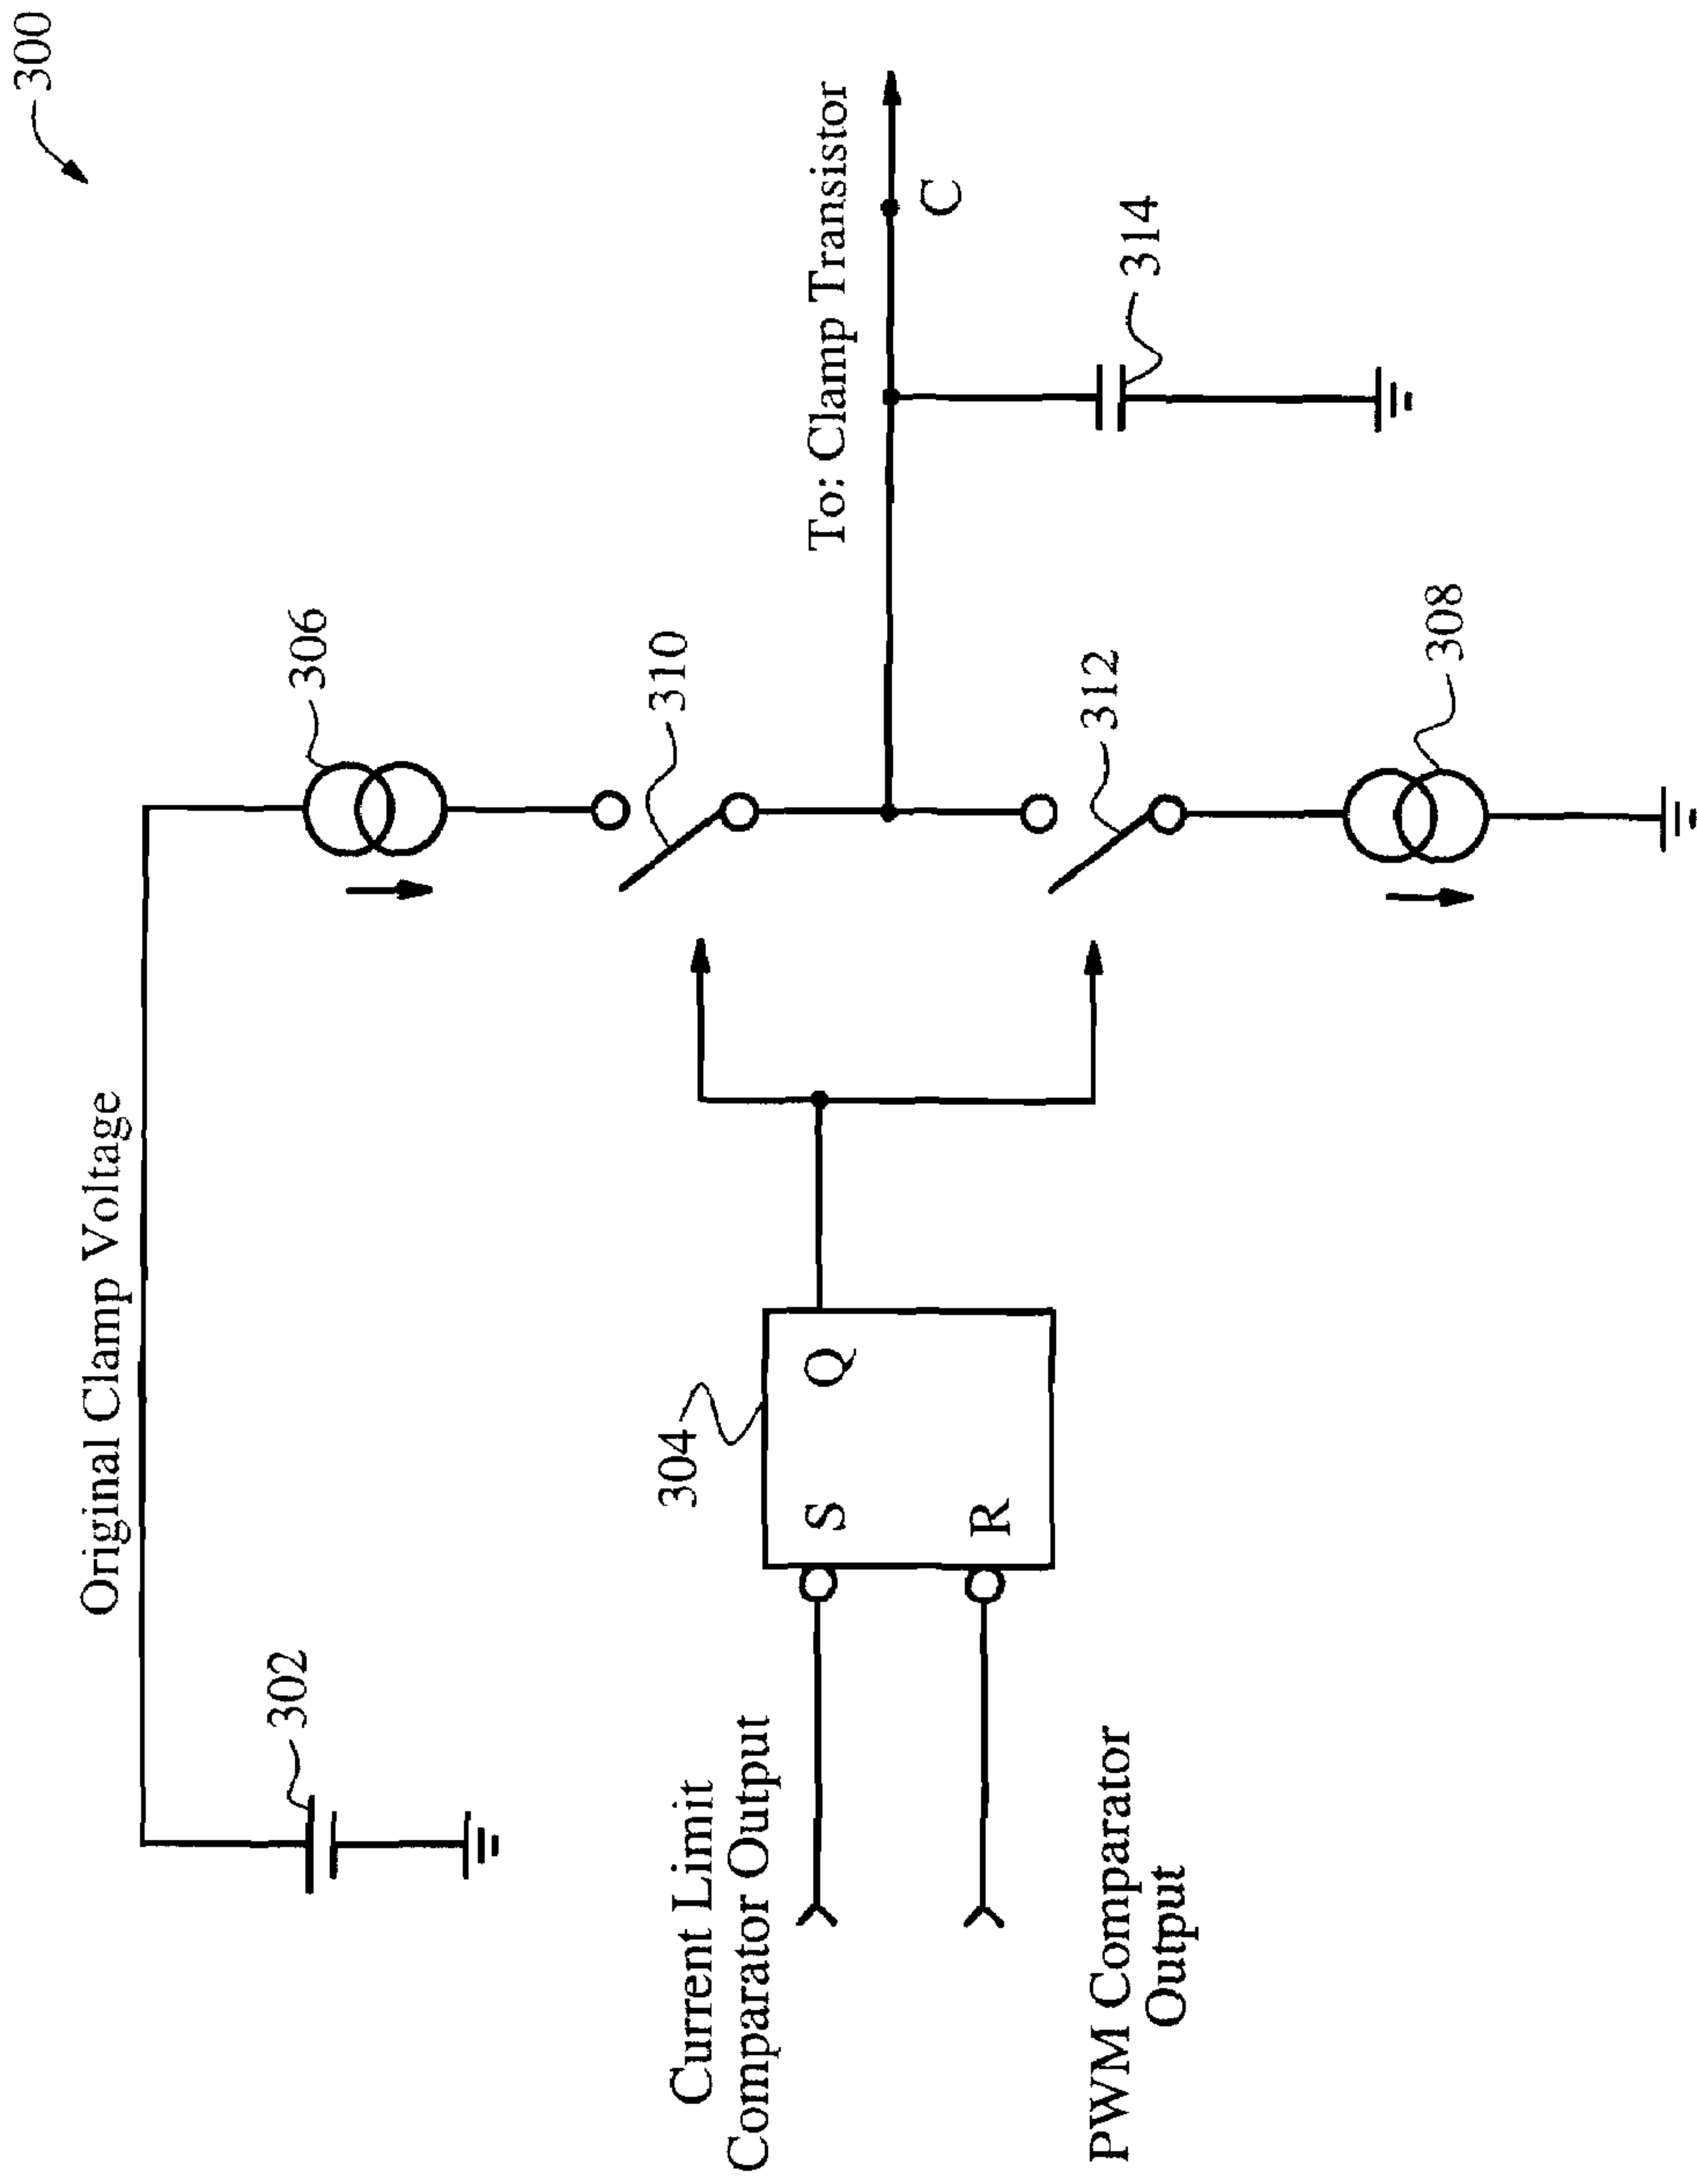 300
Original Clamp Voltage
302
306
310
To: Clamp Transistor
C
304
S
Q
R
Current Limit
Comparator Output
PWM Comparator
Output
312
314
308